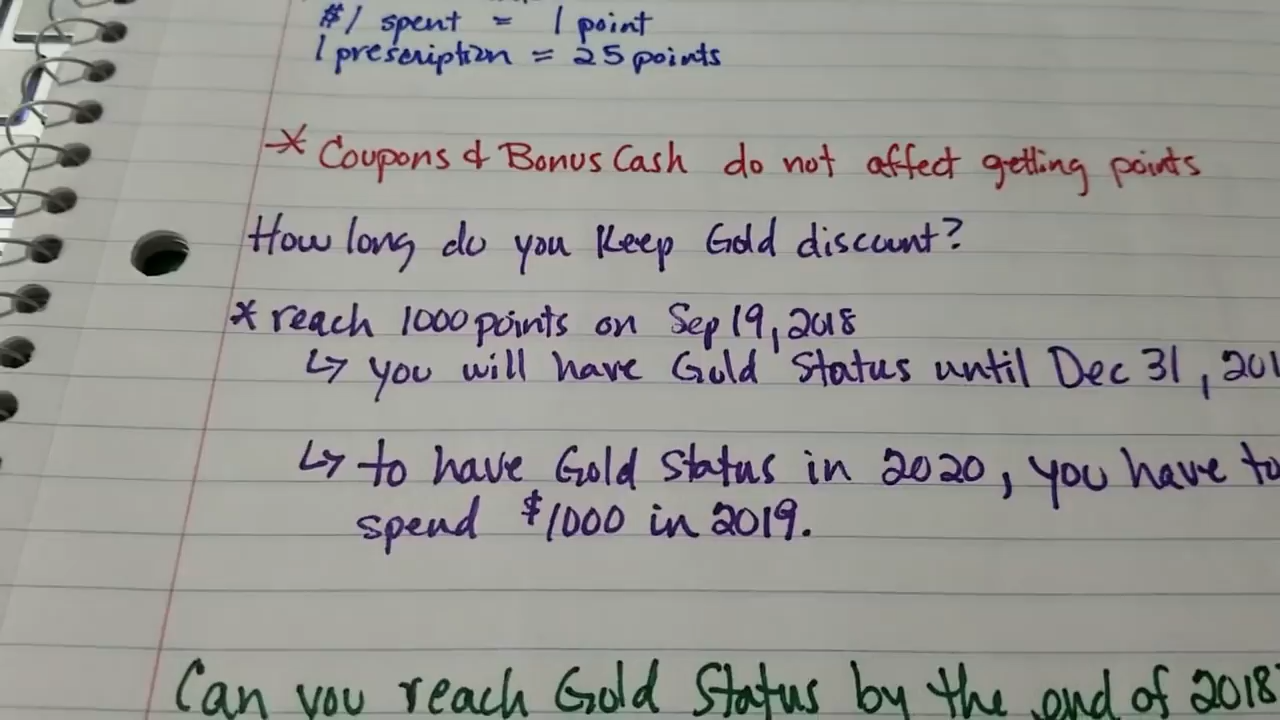 $1 spent = 1 point
1 prescription = 25 points
* Coupons & Bonus Cash do not affect getting points
How long do you Keep Gold discount?
* reach 1000 points on Sep 19, 2018
↳ you will have Gold Status until Dec 31, 201
↳ to have Gold Status in 2020, you have to
spend $1000 in 2019.
Can you reach Gold Status by the end of 2018?